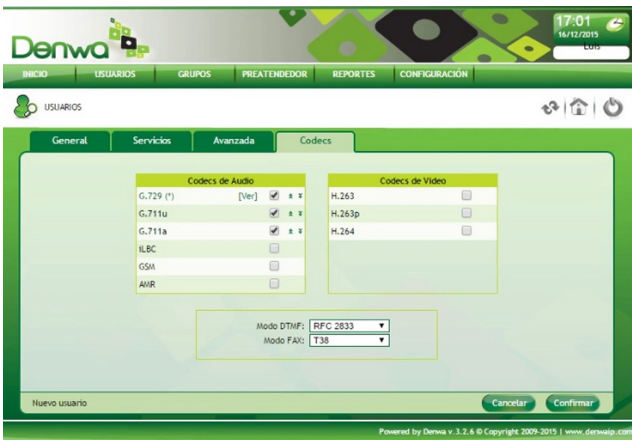 17:01
16/12/2015
Luis
Denwa
INICIO USUARIOS GRUPOS PREATENDEDOR REPORTES CONFIGURACIÓN
USUARIOS
General Servicios Avanzada Codecs
Codecs de Audio
G.729 (*) [Ver]
G.711u
G.711a
iLBC
GSM
AMR
Codecs de Video
H.263
H.263p
H.264
Modo DTMF: RFC 2833
Modo FAX: T38
Nuevo usuario Cancelar Confirmar
Powered by Denwa v.3.2.6 © Copyright 2009-2015 | www.denwaip.com